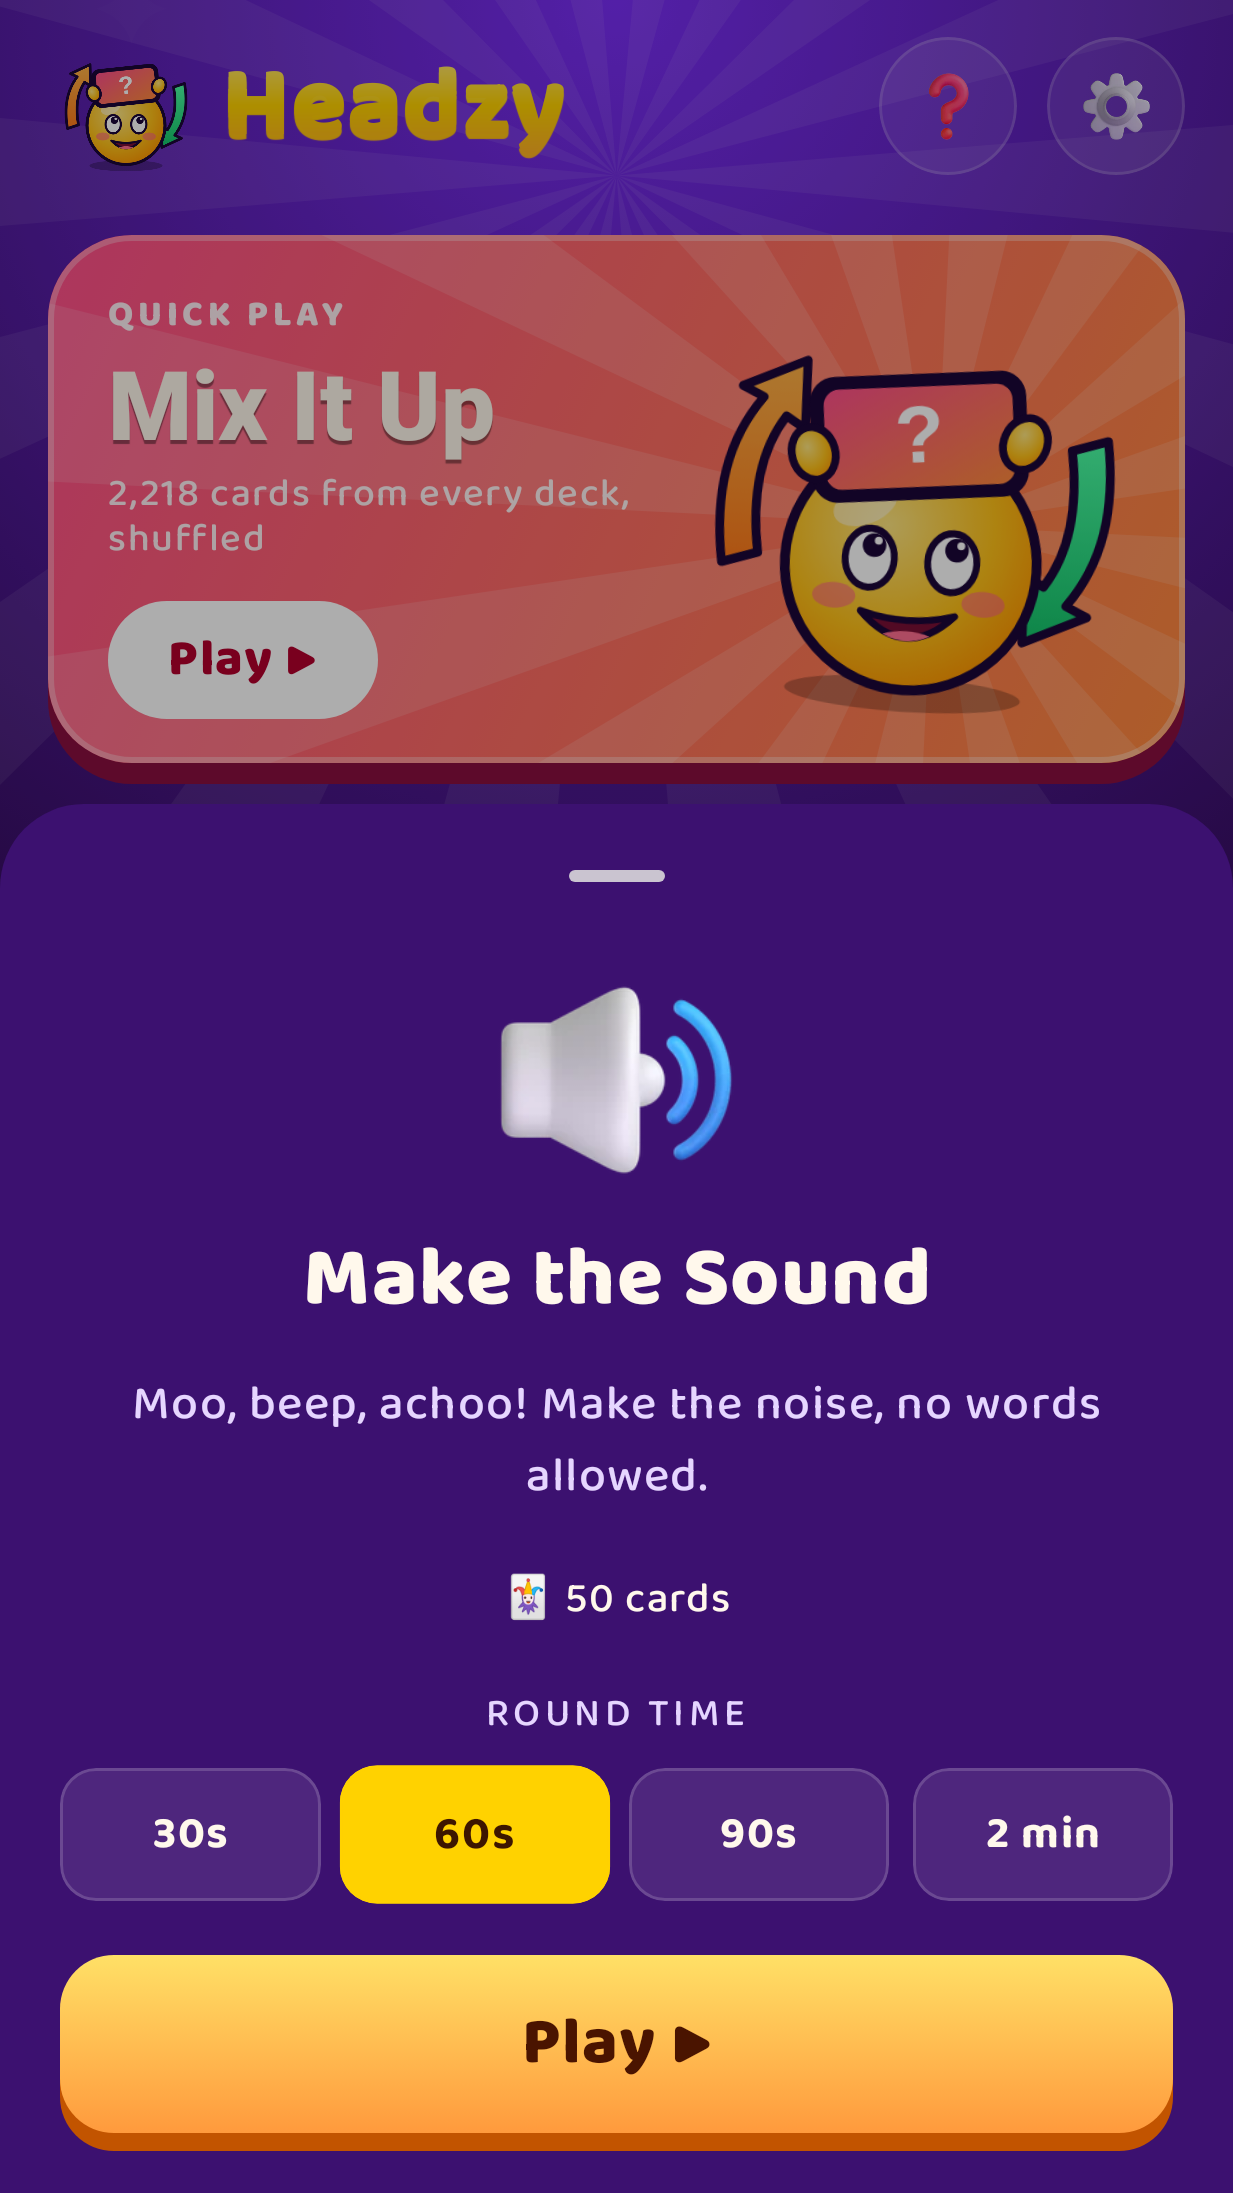 ?
Headzy
❓
QUICK PLAY
Mix It Up
2,218 cards from every deck,
shuffled
Play ▶
?
Make the Sound
Moo, beep, achoo! Make the noise, no words
allowed.
50 cards
ROUND TIME
30s
60s
90s
2 min
Play ▶